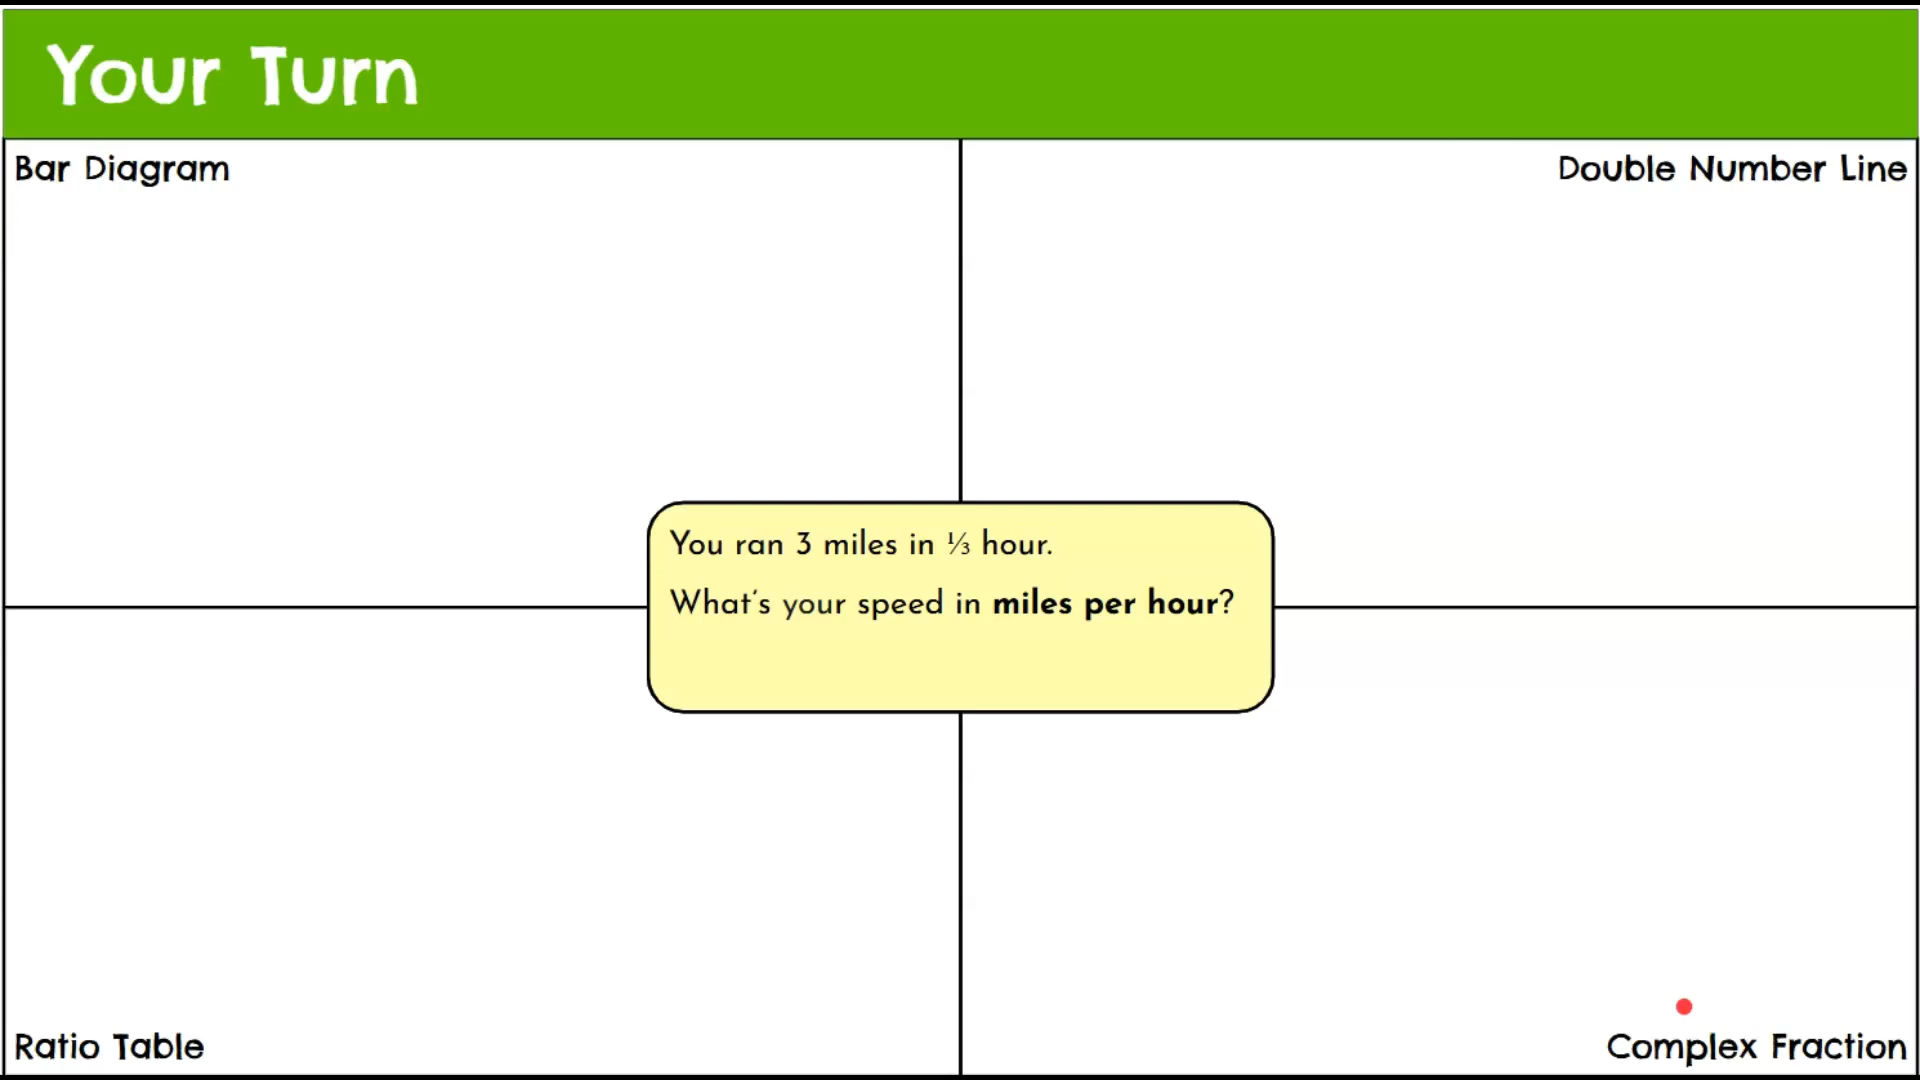 Your Turn
Bar Diagram
Double Number Line
You ran 3 miles in ⅓ hour.
What's your speed in miles per hour?
Ratio Table
Complex Fraction